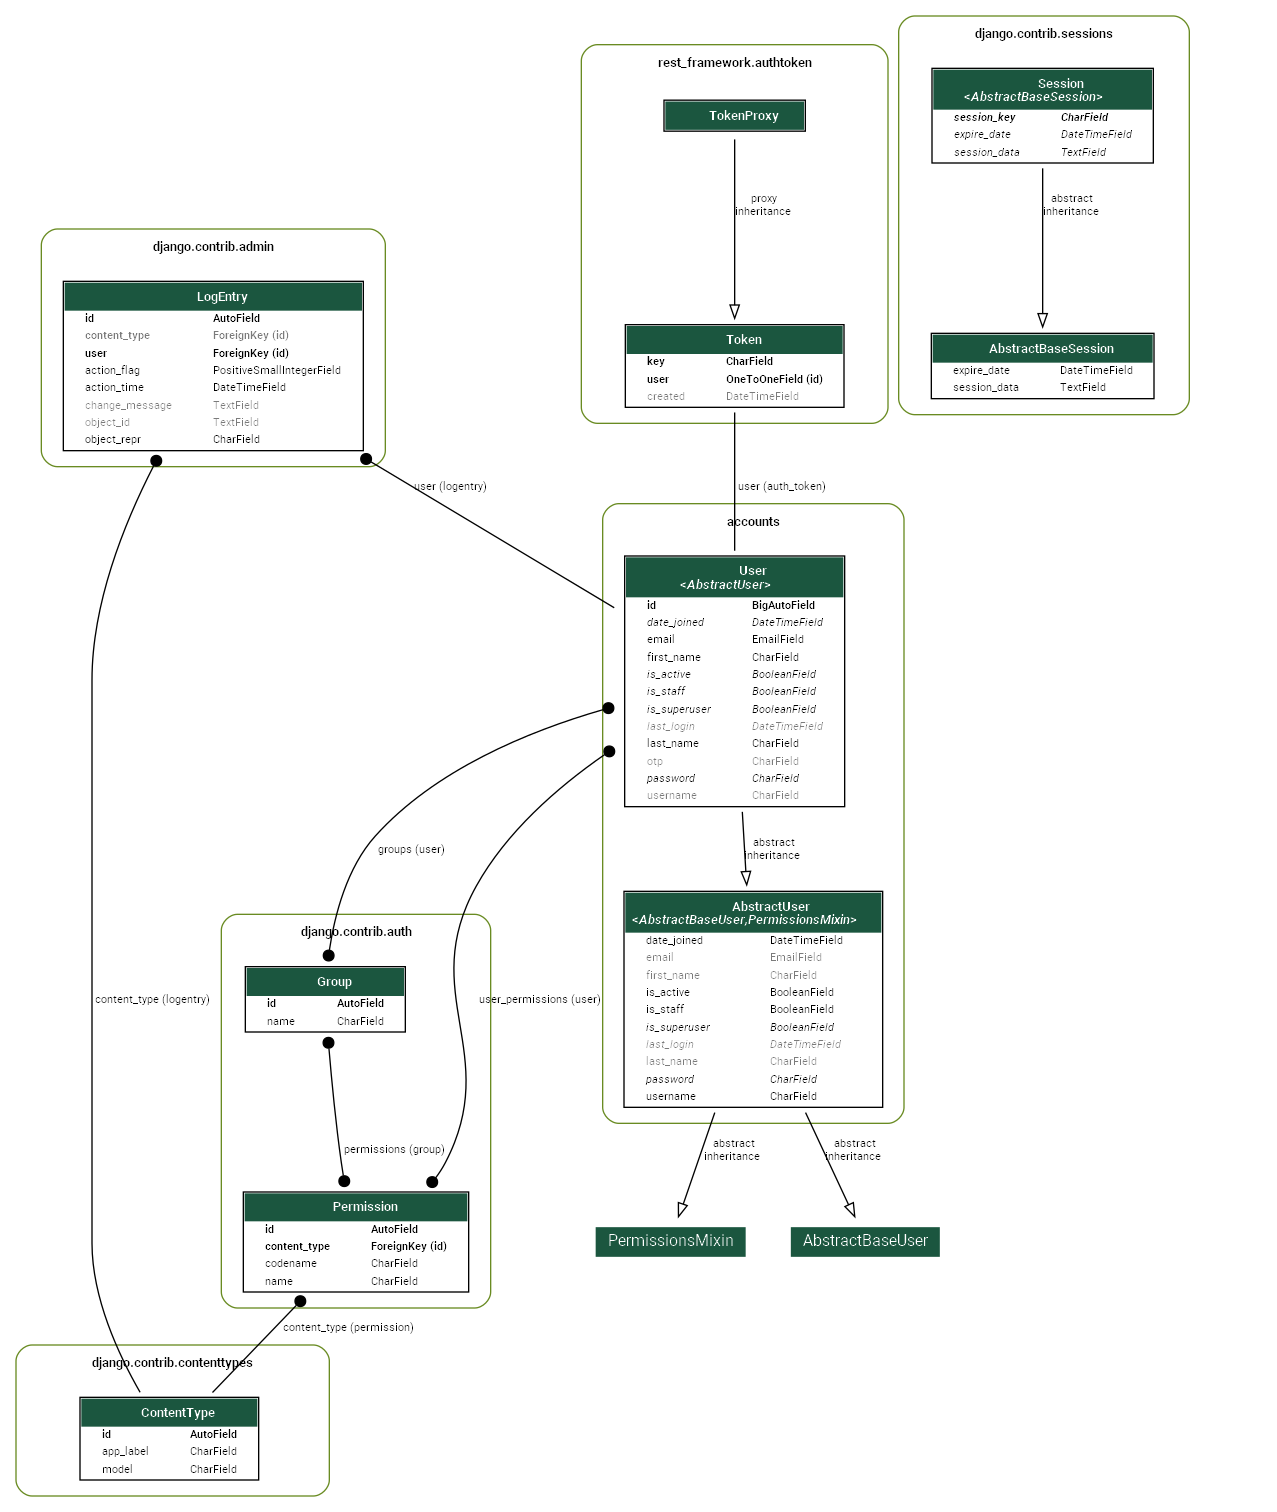 django.contrib.sessions
Session
<AbstractBaseSession>
session_key CharField
expire_date DateTimeField
session_data TextField
abstract
inheritance
AbstractBaseSession
expire_date DateTimeField
session_data TextField
rest_framework.authtoken
TokenProxy
proxy
inheritance
Token
key CharField
user OneToOneField (id)
created DateTimeField
user (auth_token)
django.contrib.admin
LogEntry
id AutoField
content_type ForeignKey (id)
user ForeignKey (id)
action_flag PositiveSmallIntegerField
action_time DateTimeField
change_message TextField
object_id TextField
object_repr CharField
user (logentry)
accounts
User
<AbstractUser>
id BigAutoField
date_joined DateTimeField
email EmailField
first_name CharField
is_active BooleanField
is_staff BooleanField
is_superuser BooleanField
last_login DateTimeField
last_name CharField
otp CharField
password CharField
username CharField
abstract
inheritance
AbstractUser
<AbstractBaseUser,PermissionsMixin>
date_joined DateTimeField
email EmailField
first_name CharField
is_active BooleanField
is_staff BooleanField
is_superuser BooleanField
last_login DateTimeField
last_name CharField
password CharField
username CharField
abstract
inheritance
abstract
inheritance
PermissionsMixin
AbstractBaseUser
groups (user)
user_permissions (user)
content_type (logentry)
django.contrib.auth
Group
id AutoField
name CharField
permissions (group)
Permission
id AutoField
content_type ForeignKey (id)
codename CharField
name CharField
content_type (permission)
django.contrib.contenttypes
ContentType
id AutoField
app_label CharField
model CharField